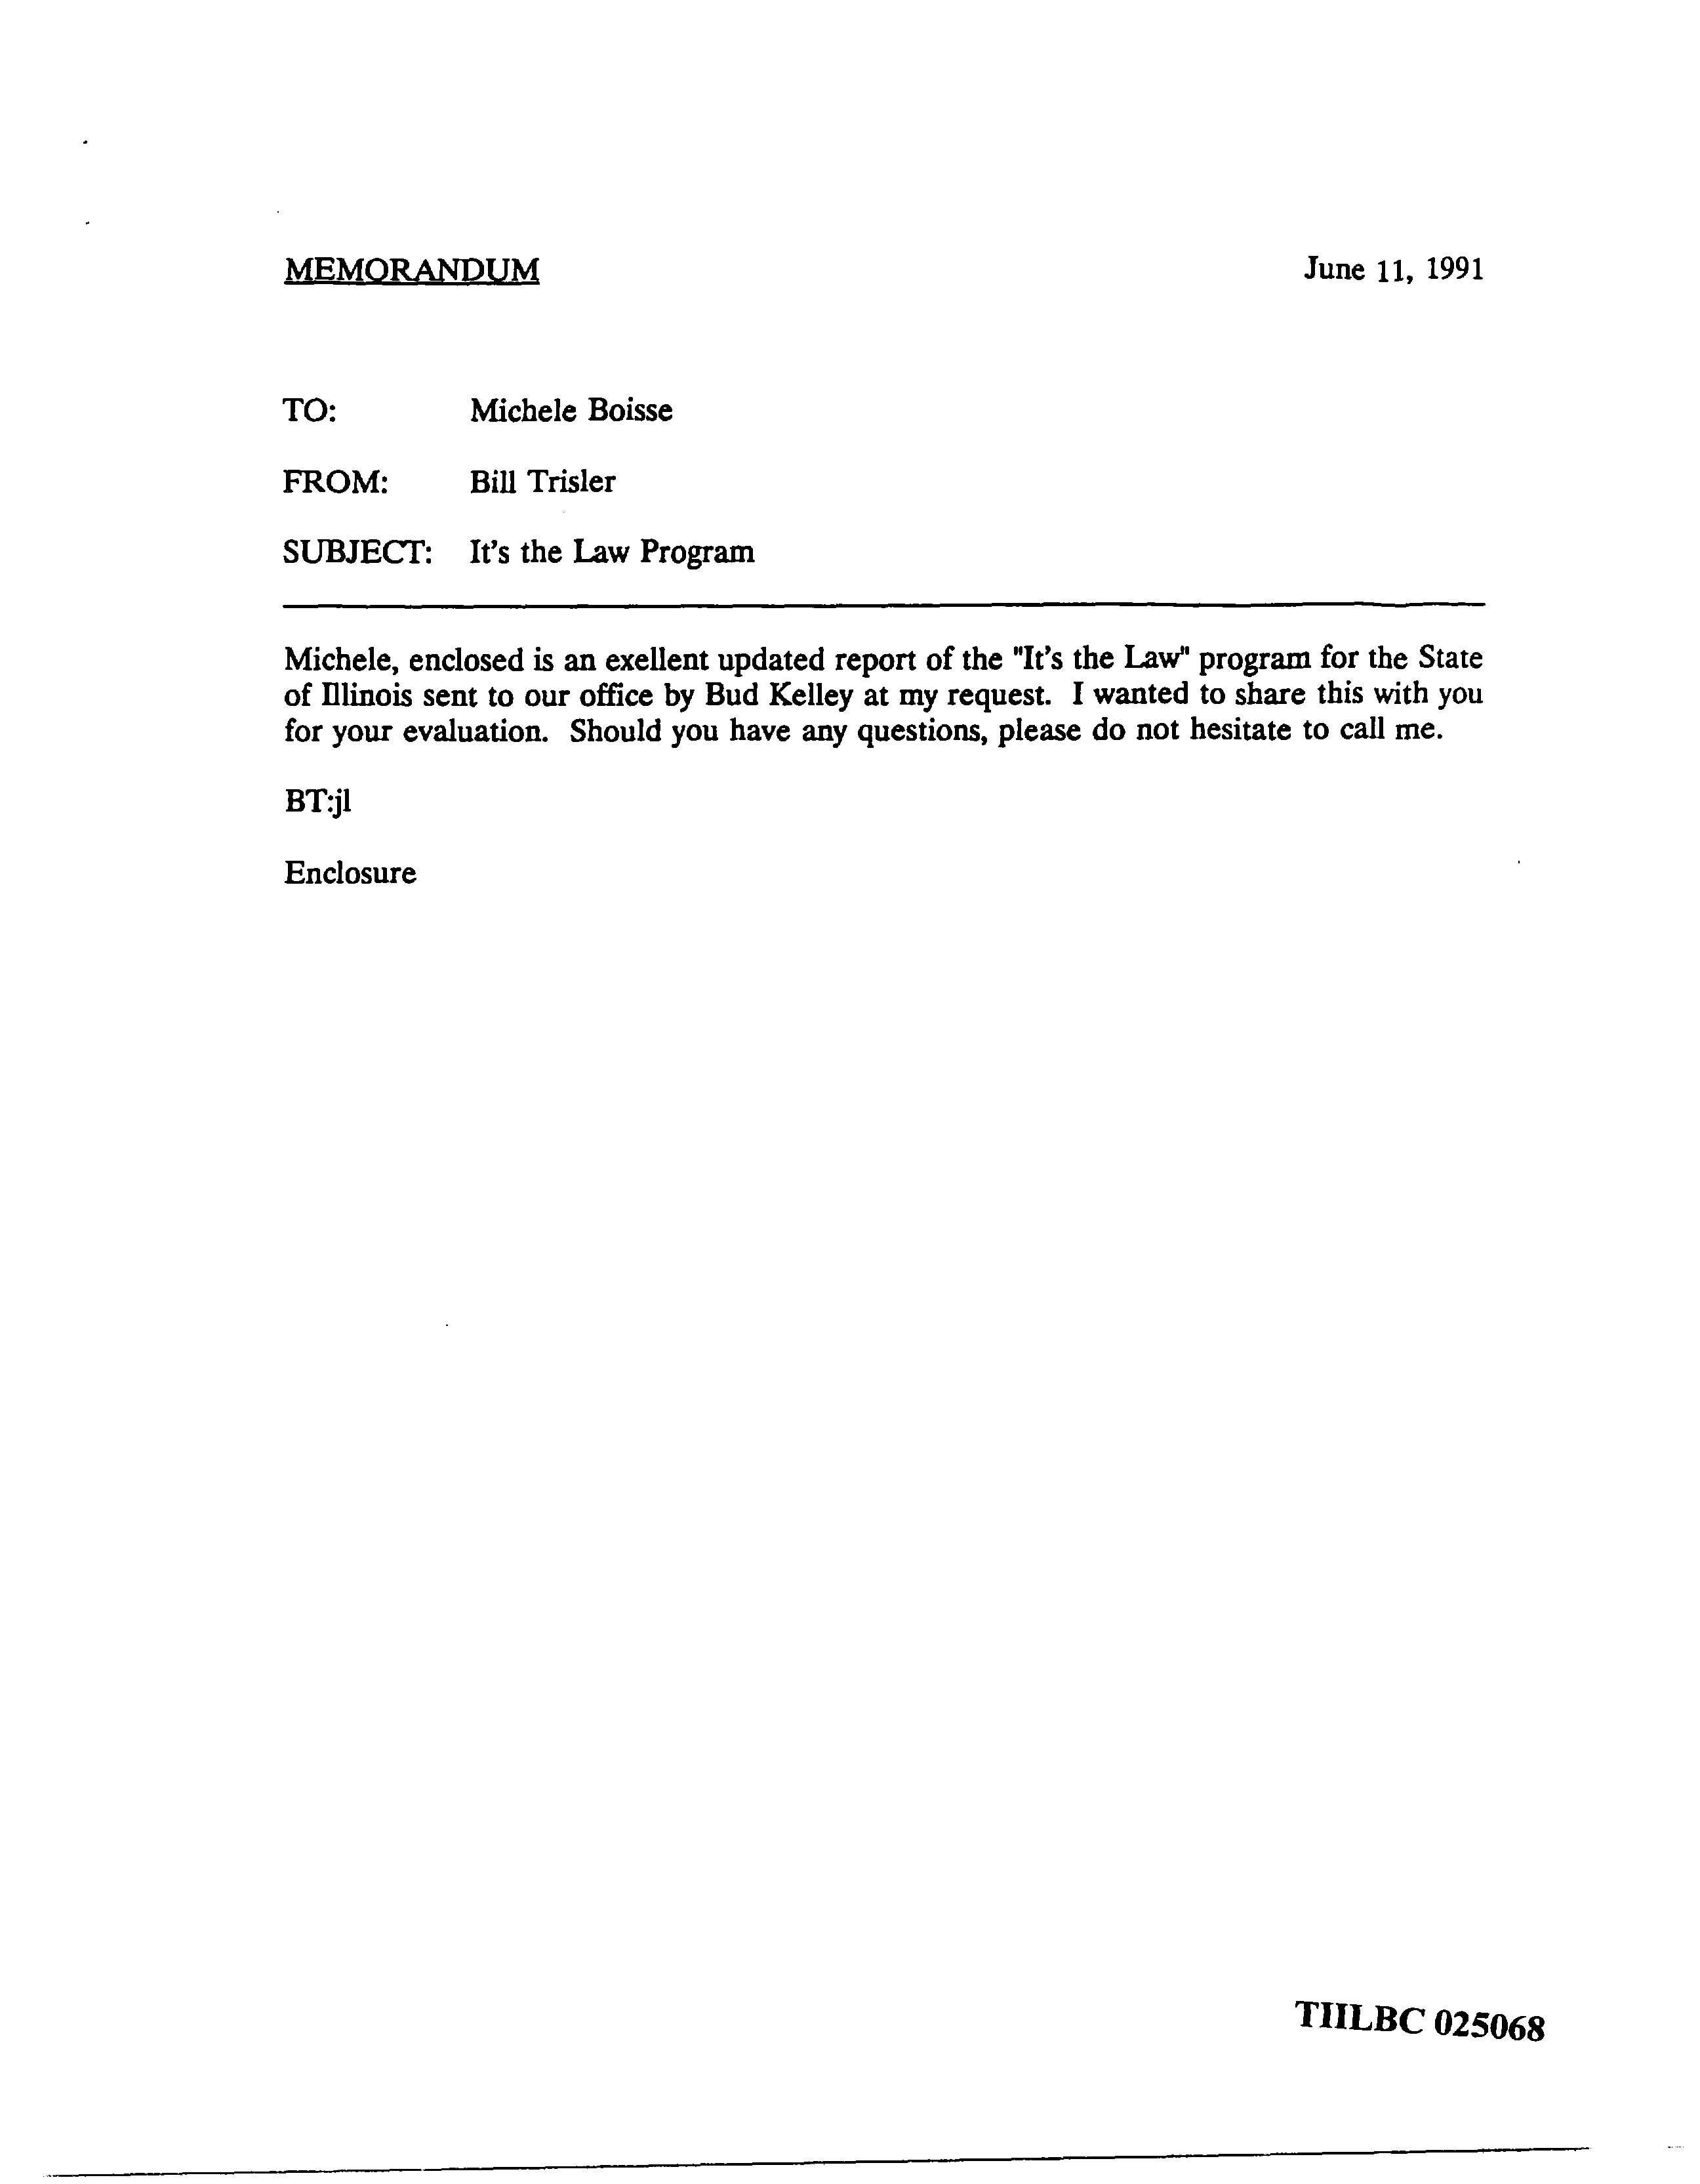 MEMORANDUM June 11, 1991
TO: Michele Boisse
FROM: Bill Trisler
SUBJECT: It's the Law Program
Michele, enclosed is an exellent updated report of the "It's the Law" program for the State
of Illinois sent to our office by Bud Kelley at my request. I wanted to share this with you
for your evaluation. Should you have any questions, please do not hesitate to call me.
BT:jl
Enclosure
TIILBC 025068